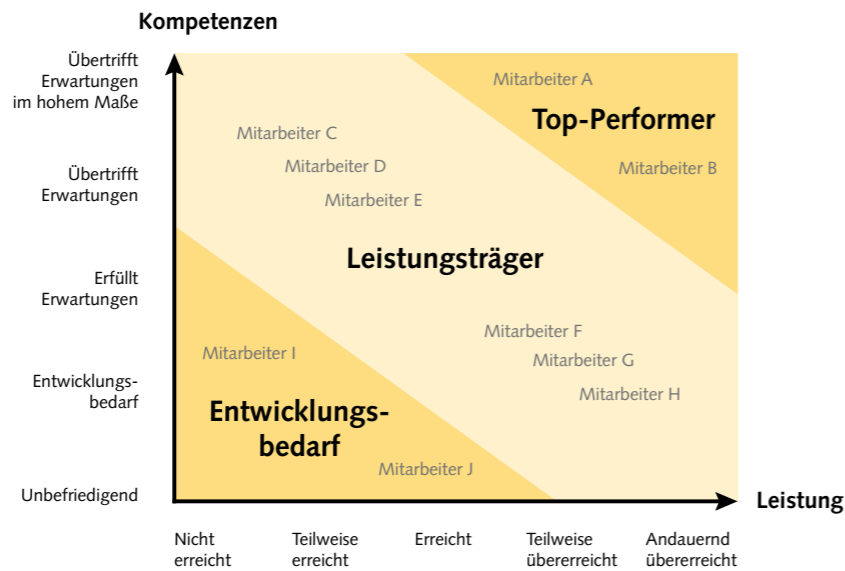 Kompetenzen
Übertrifft
Erwartungen
im hohem Maße
Übertrifft
Erwartungen
Erfüllt
Erwartungen
Entwicklungs-
bedarf
Unbefriedigend
Mitarbeiter A
Top-Performer
Mitarbeiter B
Mitarbeiter C
Mitarbeiter D
Mitarbeiter E
Leistungsträger
Mitarbeiter F
Mitarbeiter G
Mitarbeiter H
Mitarbeiter I
Entwicklungs-
bedarf
Mitarbeiter J
Leistung
Nicht
erreicht
Teilweise
erreicht
Erreicht
Teilweise
übererreicht
Andauernd
übererreicht